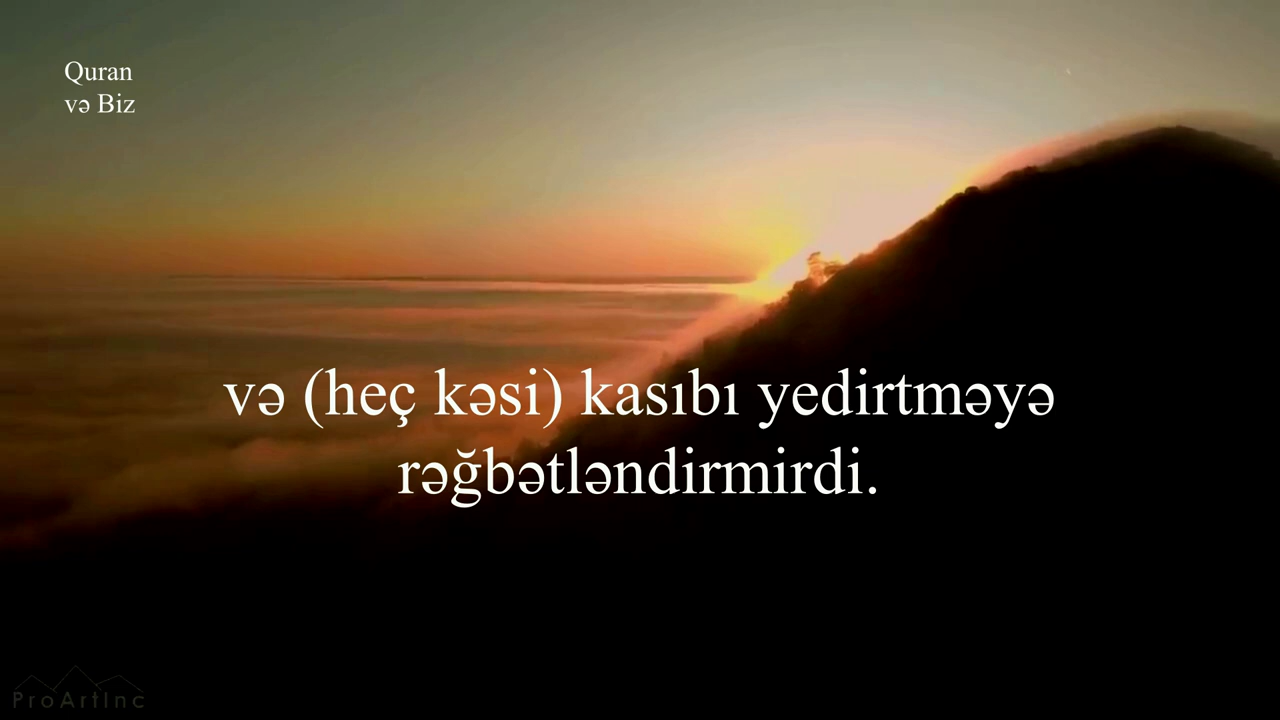 Quran
və Biz
və (heç kəsi) kasıbı yedirtməyə
rəğbətləndirmirdi.
ProArtInc